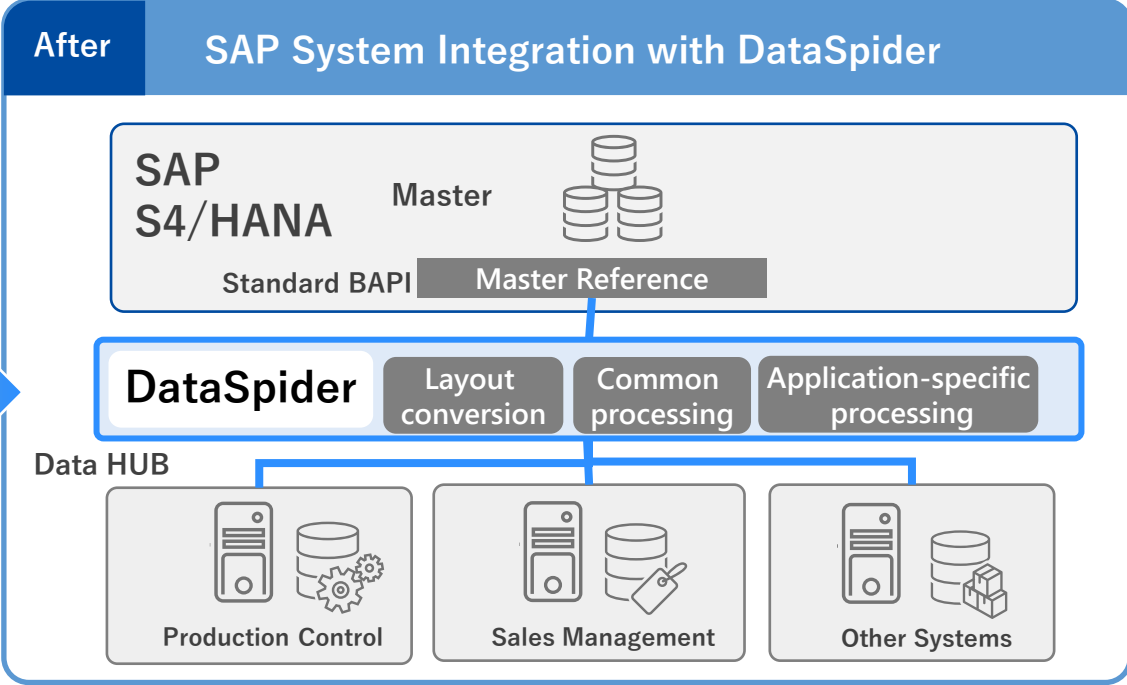 After
SAP System Integration with DataSpider
SAP
S4/HANA
Master
Standard BAPI
Master Reference
DataSpider
Layout
conversion
Common
processing
Application-specific
processing
Data HUB
Production Control
Sales Management
Other Systems